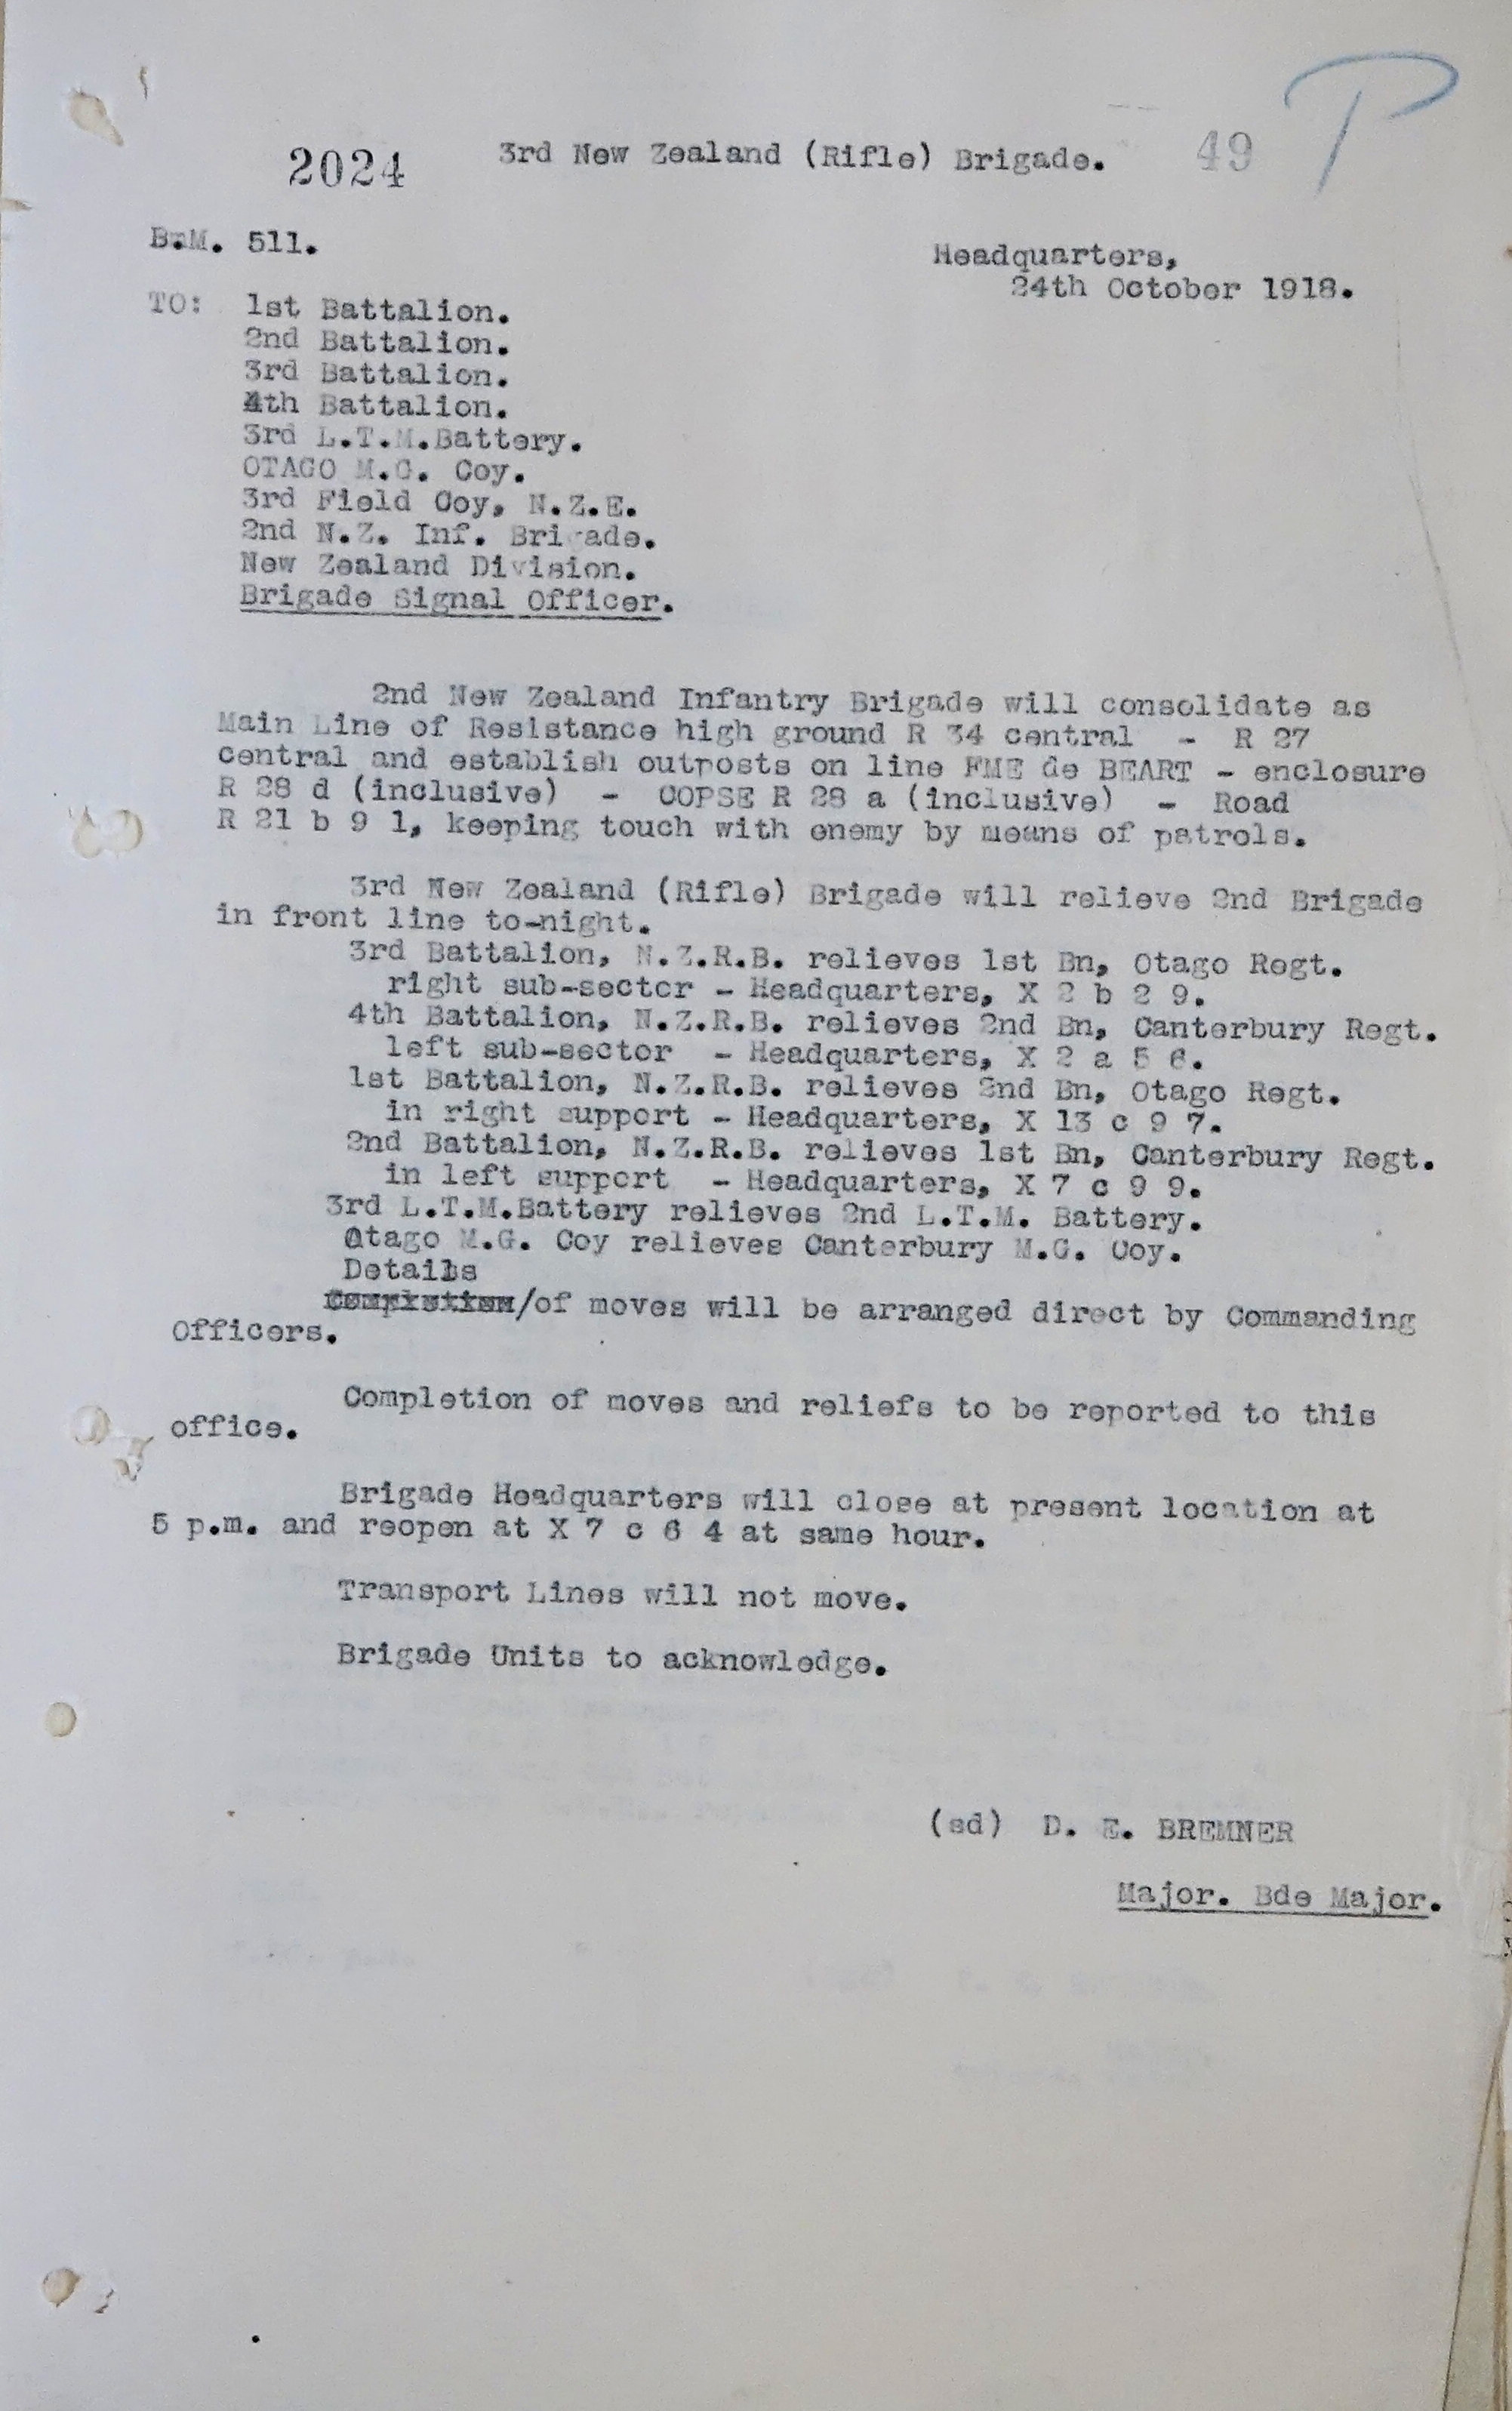 P
2024 3rd New Zealand (Rifle) Brigade. 49
B.M. 511.
Headquarters,
24th October 1918.
TO: 1st Battalion.
2nd Battalion.
3rd Battalion.
4th Battalion.
3rd L.T.M.Battery.
OTAGO M.G. Coy.
3rd Field Coy, N.Z.E.
2nd N.Z. Inf. Brigade.
New Zealand Division.
Brigade Signal Officer.
2nd New Zealand Infantry Brigade will consolidate as
Main Line of Resistance high ground R 34 central - R 27
central and establish outposts on line FME de BEART - enclosure
R 28 d (inclusive) - COPSE R 28 a (inclusive) - Road
R 21 b 9 1, keeping touch with enemy by means of patrols.
3rd New Zealand (Rifle) Brigade will relieve 2nd Brigade
in front line to-night.
3rd Battalion, N.Z.R.B. relieves 1st Bn, Otago Regt.
right sub-sector - Headquarters, X 2 b 2 9.
4th Battalion, N.Z.R.B. relieves 2nd Bn, Canterbury Regt.
left sub-sector - Headquarters, X 2 a 5 6.
1st Battalion, N.Z.R.B. relieves 2nd Bn, Otago Regt.
in right support - Headquarters, X 13 c 9 7.
2nd Battalion, N.Z.R.B. relieves 1st Bn, Canterbury Regt.
in left support - Headquarters, X 7 c 9 9.
3rd L.T.M.Battery relieves 2nd L.T.M. Battery.
Otago M.G. Coy relieves Canterbury M.G. Coy.
Details
/of moves will be arranged direct by Commanding
Officers.
Completion of moves and reliefs to be reported to this
office.
Brigade Headquarters will close at present location at
5 p.m. and reopen at X 7 c 6 4 at same hour.
Transport Lines will not move.
Brigade Units to acknowledge.
(sd) D. E. BREMNER
Major. Bde Major.